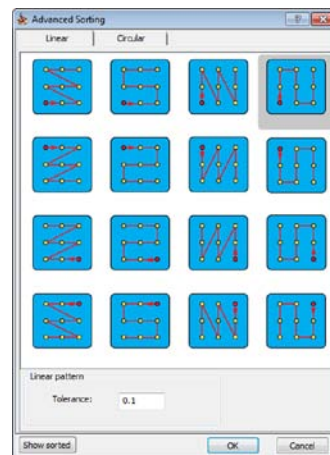 Advanced Sorting
Linear
Circular
Linear pattern
Tolerance:
0.1
Show sorted
OK
Cancel